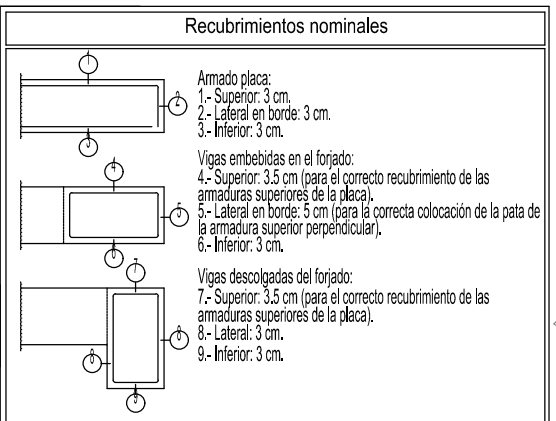 Recubrimientos nominales
Armado placa:
1.- Superior: 3 cm.
2.- Lateral en borde: 3 cm.
3.- Inferior: 3 cm.
Vigas embebidas en el forjado:
4.- Superior: 3.5 cm (para el correcto recubrimiento de las
armaduras superiores de la placa).
5.- Lateral en borde: 5 cm (para la correcta colocación de la pata de
la armadura superior perpendicular).
6.- Inferior: 3 cm.
Vigas descolgadas del forjado:
7.- Superior: 3.5 cm (para el correcto recubrimiento de las
armaduras superiores de la placa).
8.- Lateral: 3 cm.
9.- Inferior: 3 cm.
1
2
3
4
5
6
7
8
9